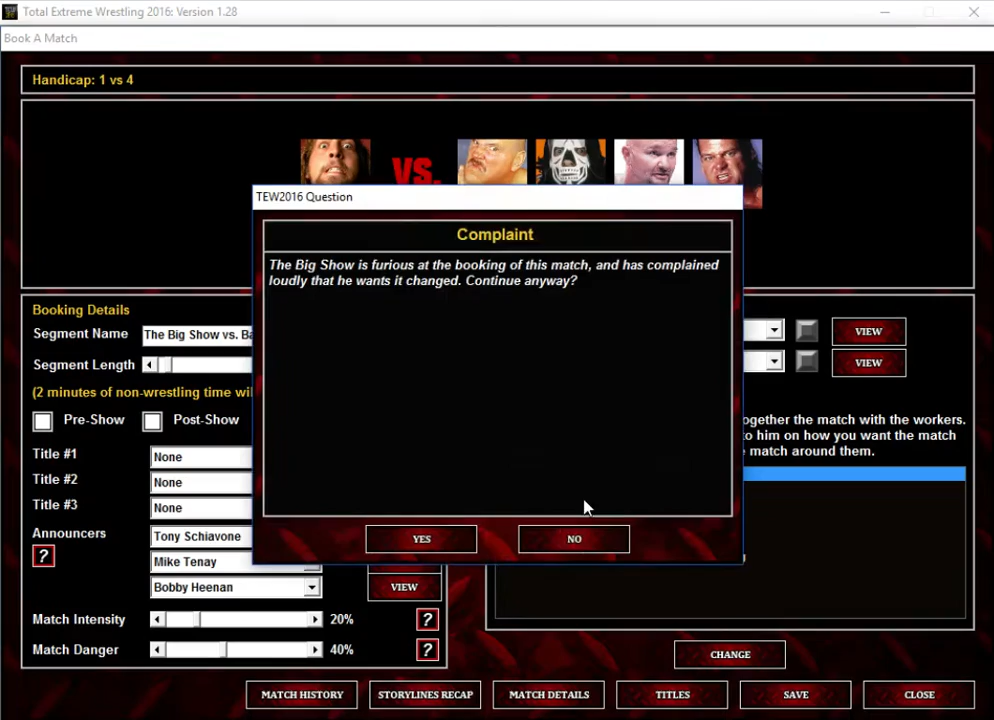 Total Extreme Wrestling 2016: Version 1.28
Book A Match
Handicap: 1 vs 4
VS.
TEW2016 Question
Complaint
The Big Show is furious at the booking of this match, and has complained
loudly that he wants it changed. Continue anyway?
YES
NO
Booking Details
Segment Name
The Big Show vs.
Segment Length
(2 minutes of non-wrestling time
Pre-Show
Post-Show
Title #1
None
Title #2
None
Title #3
None
Announcers
Tony Schiavone
?
Mike Tenay
Bobby Heenan
VIEW
Match Intensity
20%
?
Match Danger
40%
?
VIEW
VIEW
together the match with the workers.
to him on how you want the match
match around them.
CHANGE
MATCH HISTORY
STORYLINES RECAP
MATCH DETAILS
TITLES
SAVE
CLOSE